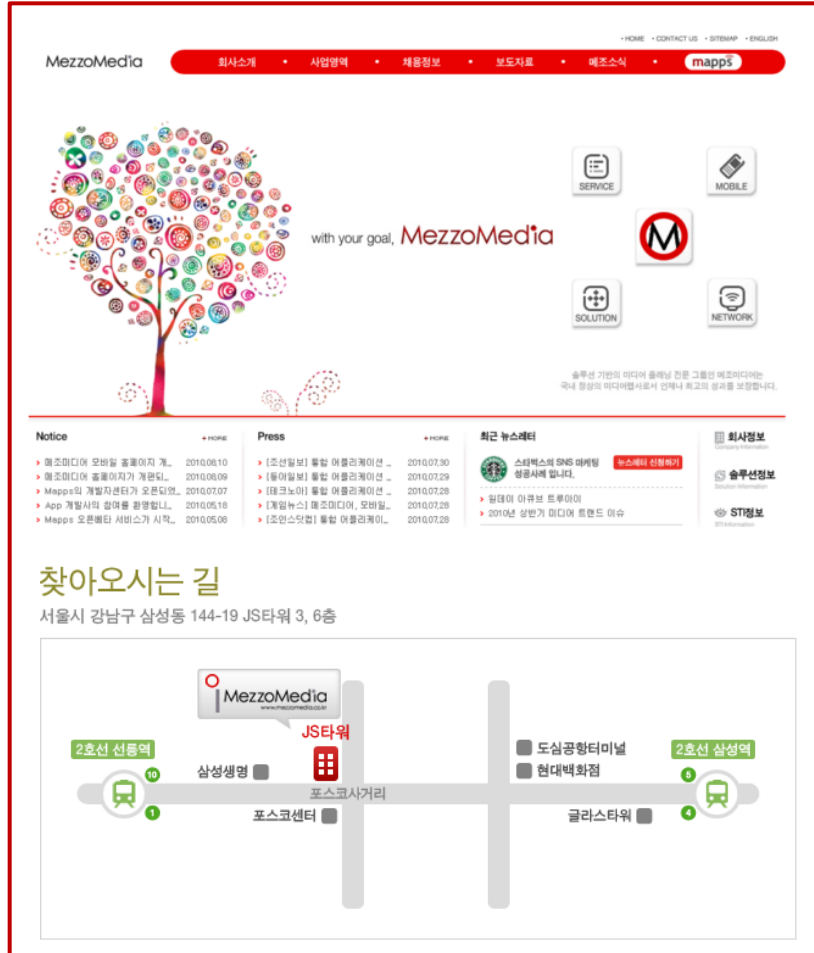 • HOME • CONTACT US • SITEMAP • ENGLISH
MezzoMedia 회사소개 • 사업영역 • 채용정보 • 보도자료 • 메조소식 • mapps
SERVICE MOBILE
with your goal, MezzoMedia M
SOLUTION NETWORK
솔루션 기반의 미디어 플래닝 전문 그룹인 메조미디어는
국내 정상의 미디어렙사로서 언제나 최고의 성과를 보장합니다.
Notice + MORE
> 메조미디어 모바일 홈페이지 개... 2010.08.10
> 메조미디어 홈페이지가 개편되... 2010.08.09
> Mapps의 개발자센터가 오픈되었... 2010.07.07
> App 개발사의 참여를 환영합니... 2010.05.18
> Mapps 오픈베타 서비스가 시작... 2010.05.06
Press + MORE
> [조선일보] 통합 어플리케이션 ... 2010.07.30
> [동아일보] 통합 어플리케이션 ... 2010.07.29
> [테크노아] 통합 어플리케이션 ... 2010.07.28
> [게임뉴스] 메조미디어, 모바일... 2010.07.28
> [조인스닷컴] 통합 어플리케이... 2010.07.28
최근 뉴스레터
스타벅스의 SNS 마케팅 뉴스레터 신청하기
성공사례 입니다.
> 원데이 아큐브 트루아이
> 2010년 상반기 미디어 트랜드 이슈
회사정보
Company Information
솔루션정보
Solution Information
STI정보
STI Information
찾아오시는 길
서울시 강남구 삼성동 144-19 JS타워 3, 6층
MezzoMedia
www.mezzomedia.co.kr
JS타워
2호선 선릉역 도심공항터미널 2호선 삼성역
10 삼성생명 현대백화점 5
포스코사거리
1 포스코센터 글라스타워 4